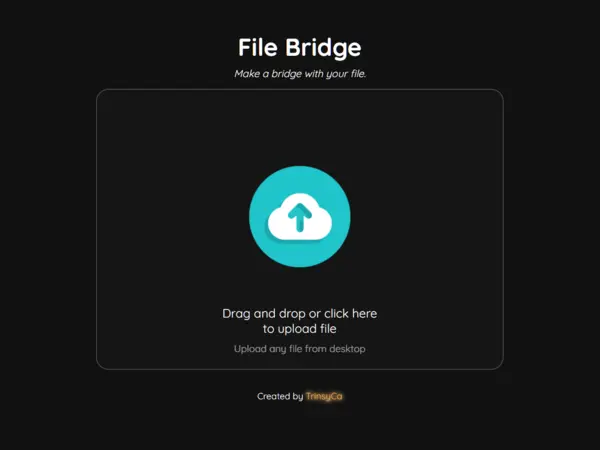 File Bridge
Make a bridge with your file.
Drag and drop or click here
to upload file
Upload any file from desktop
Created by TrinsyCa